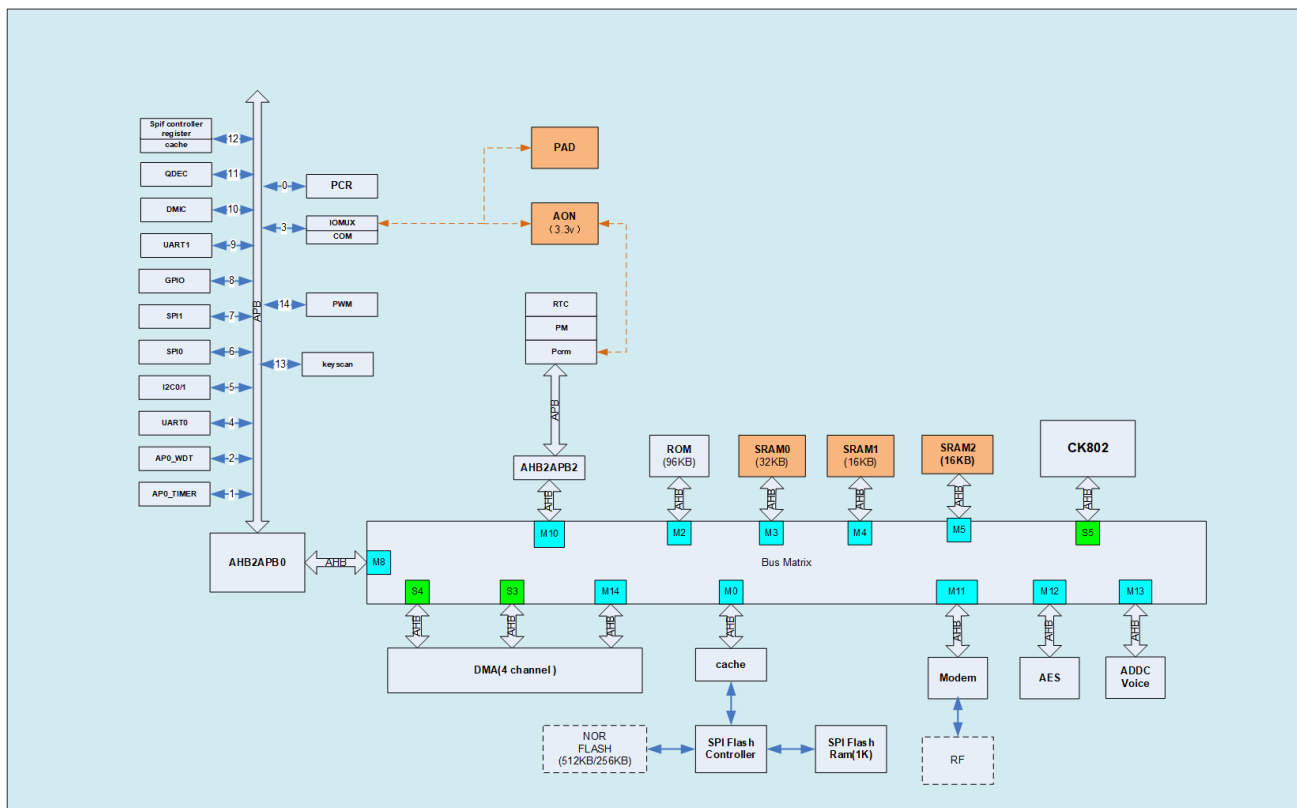 Spif controller
register
cache
12
QDEC
11
DMIC
10
UART1
9
GPIO
8
SPI1
7
SPI0
6
I2C0/1
5
UART0
4
AP0_WDT
2
AP0_TIMER
1
APB
0
PCR
3
IOMUX
COM
14
PWM
13
keyscan
PAD
AON
(3.3v)
RTC
PM
Pcrm
APB
AHB2APB2
AHB
ROM
(96KB)
AHB
SRAM0
(32KB)
AHB
SRAM1
(16KB)
AHB
SRAM2
(16KB)
AHB
CK802
AHB
M10
M2
M3
M4
M5
S5
AHB2APB0
AHB
M8
Bus Matrix
S4
S3
M14
M0
M11
M12
M13
AHB
AHB
AHB
AHB
AHB
AHB
AHB
DMA(4 channel )
cache
Modem
AES
ADDC
Voice
NOR
FLASH
(512KB/256KB)
SPI Flash
Controller
SPI Flash
Ram(1K)
RF